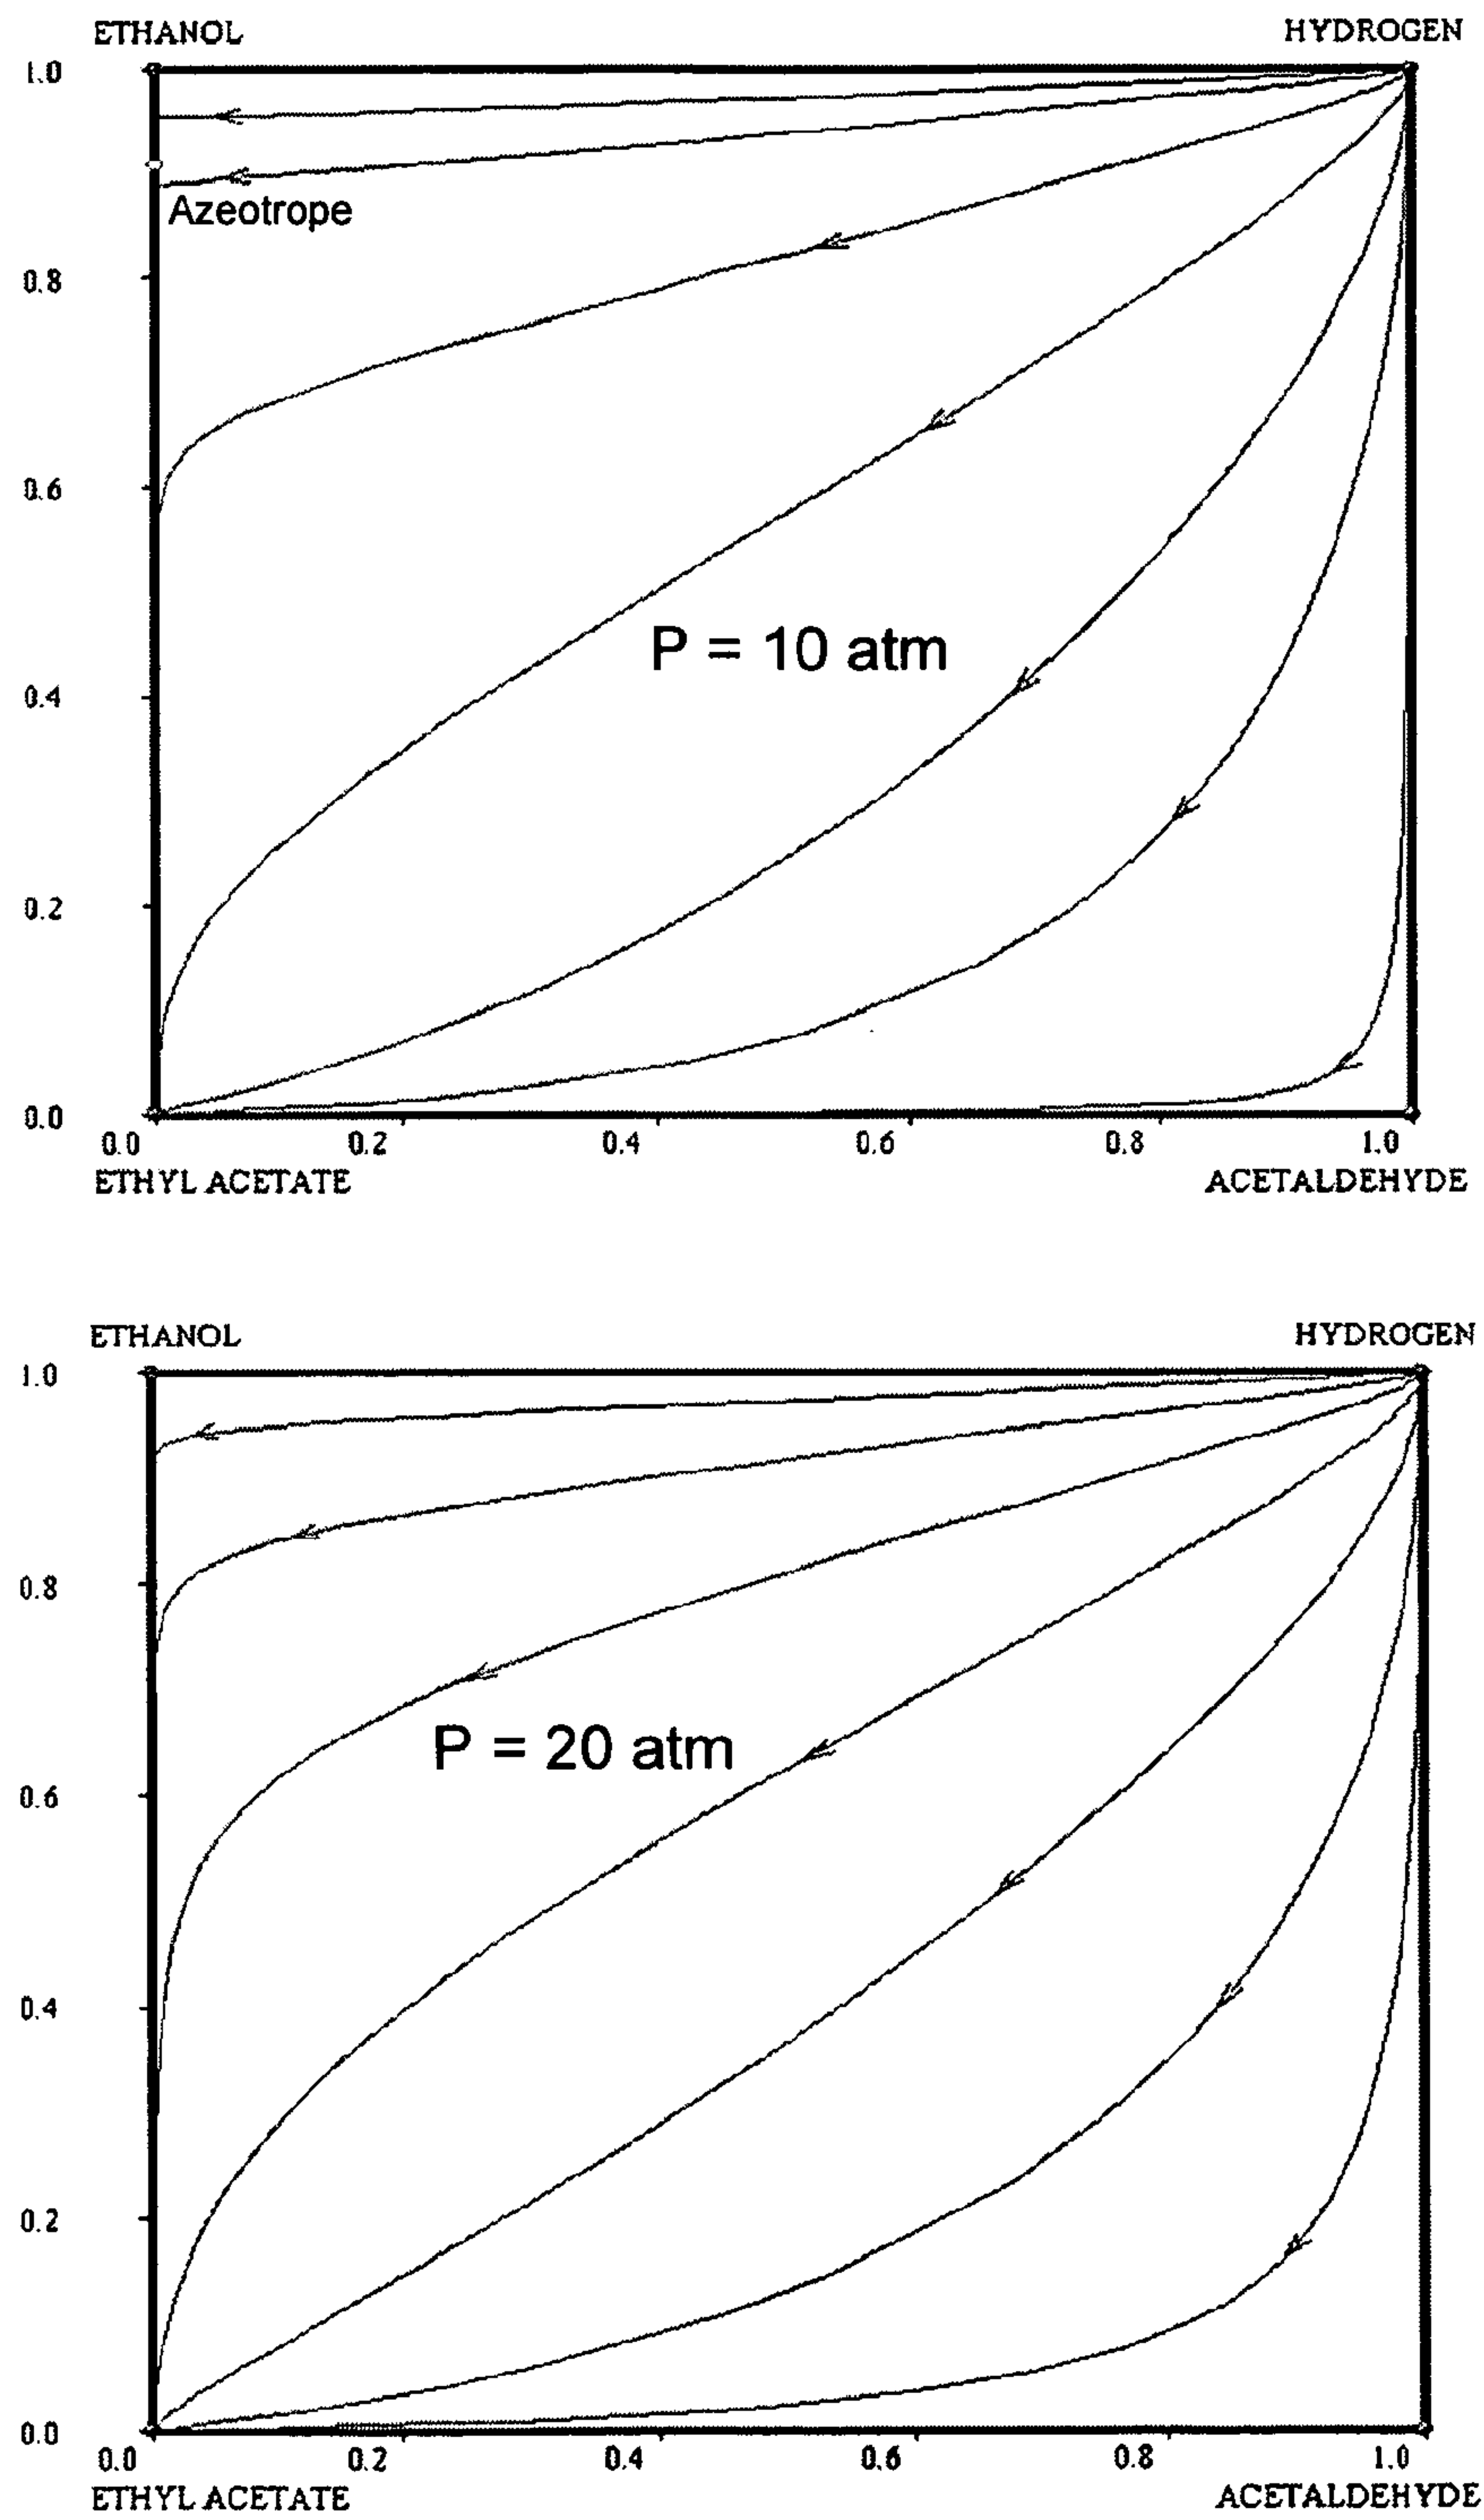 ETHANOL HYDROGEN
1.0
Azeotrope
0.8
0.6
P = 10 atm
0.4
0.2
0.0
0.0 0.2 0.4 0.6 0.8 1.0
ETHYL ACETATE ACETALDEHYDE
ETHANOL HYDROGEN
1.0
0.8
P = 20 atm
0.6
0.4
0.2
0.0
0.0 0.2 0.4 0.6 0.8 1.0
ETHYL ACETATE ACETALDEHYDE